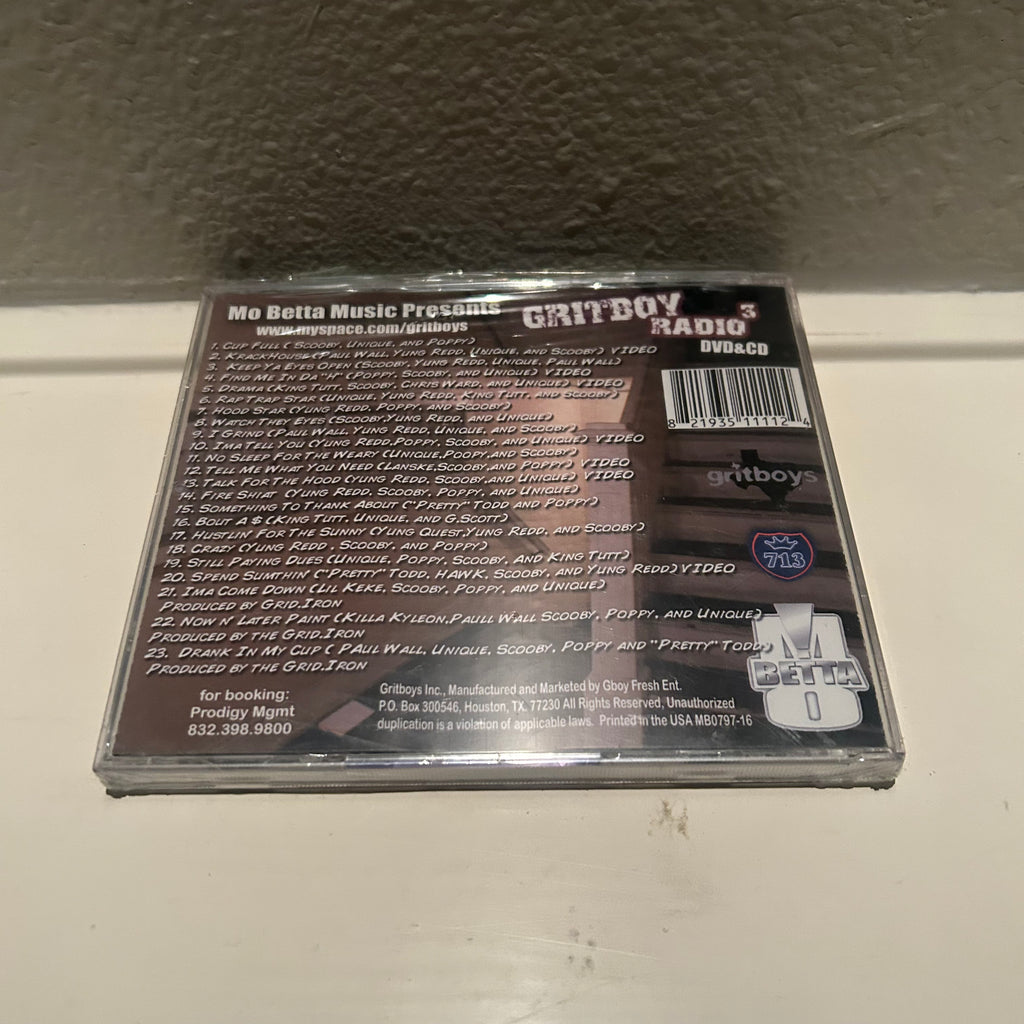 Mo Betta Music Presents
www.myspace.com/gritboys
GRITBOY
RADIO 3
DVD&CD
1. Cup Full ( Scooby, Unique, and Poppy)
2. KrackHouse (Paul Wall, Yung Redd, Unique, and Scooby) VIDEO
3. Keep Ya Eyes Open (Scooby, Yung Redd, Unique, Paul Wall)
4. Find Me In Da "H" (Poppy, Scooby, and Unique) VIDEO
5. Drama (King Tutt, Scooby, Chris Ward, and Unique) VIDEO
6. Rap Trap Star (Unique, Yung Redd, King Tutt, and Scooby)
7. Hood Star (Yung Redd, Poppy, and Scooby)
8. Watch They Eyes (Scooby,Yung Redd, and Unique)
9. I Grind (Paul Wall, Yung Redd, Unique, and Scooby)
10. Ima Tell You (Yung Redd,Poppy, Scooby, and Unique) VIDEO
11. No Sleep For The Weary (Unique,Poopy,and Scooby)
12. Tell Me What You Need (Lanske,Scooby,and Poppy) VIDEO
13. Talk For The Hood (Yung Redd, Scooby,and Unique) VIDEO
14. Fire Shiat (Yung Redd, Scooby, Poppy, and Unique)
15. Something To Thank About ("Pretty" Todd and Poppy)
16. Bout A $ (King Tutt, Unique, and G.Scott)
17. Hustlin' For The Sunny (Yung Quest,Yung Redd, and Scooby)
18. Crazy (Yung Redd , Scooby, and Poppy)
19. Still Paying Dues (Unique, Poppy, Scooby, And King Tutt)
20. Spend Sumthin' ("Pretty" Todd, HAWK, Scooby, and Yung Redd) VIDEO
21. Ima Come Down (Lil Keke, Scooby, Poppy, and Unique)
Produced by Grid.Iron
22. Now N' Later Paint (Killa Kyleon,Paull Wall Scooby, Poppy, and Unique)
Produced by the Grid.Iron
23. Drank In My Cup ( Paul Wall, Unique, Scooby, Poppy and "Pretty" Todd)
Produced by the Grid.Iron
8 21935 11112 4
gritboys
713
M
BETTA
O
for booking:
Prodigy Mgmt
832.398.9800
Gritboys Inc., Manufactured and Marketed by Gboy Fresh Ent.
P.O. Box 300546, Houston, TX. 77230 All Rights Reserved, Unauthorized
duplication is a violation of applicable laws. Printed in the USA MB0797-16